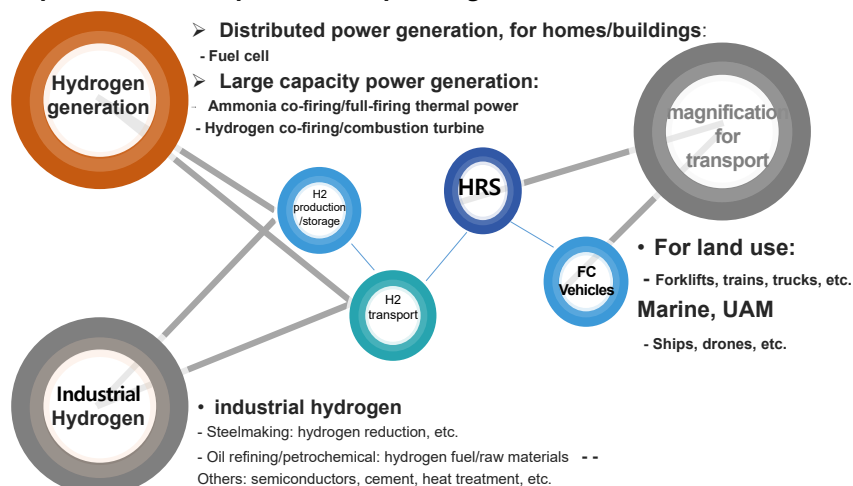 ➢ Distributed power generation, for homes/buildings:
- Fuel cell
➢ Large capacity power generation:
Ammonia co-firing/full-firing thermal power
- Hydrogen co-firing/combustion turbine
Hydrogen
generation
magnification
for
transport
H2
production
/storage
HRS
FC
Vehicles
H2
transport
• For land use:
- Forklifts, trains, trucks, etc.
Marine, UAM
- Ships, drones, etc.
Industrial
Hydrogen
• industrial hydrogen
- Steelmaking: hydrogen reduction, etc.
- Oil refining/petrochemical: hydrogen fuel/raw materials - -
Others: semiconductors, cement, heat treatment, etc.